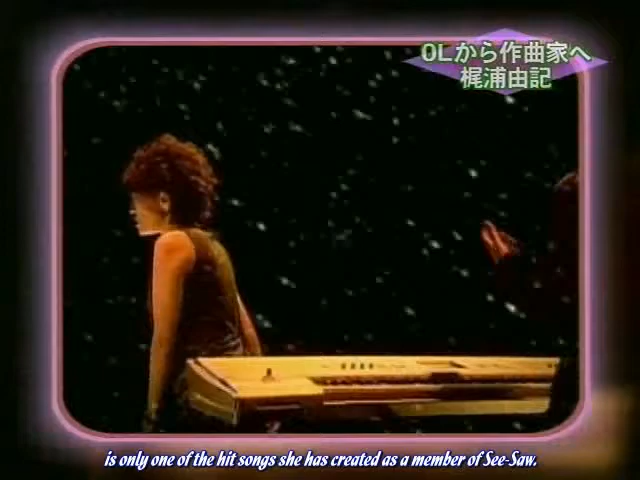 OLから作曲家へ
梶浦由記
is only one of the hit songs she has created as a member of See-Saw.